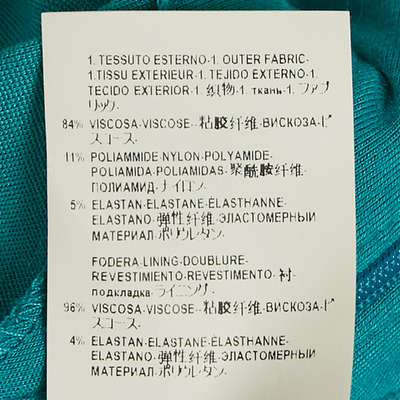 1. TESSUTO ESTERNO-1. OUTER FABRIC-
1.TISSU EXTERIEUR-1. TEJIDO EXTERNO-1.
TECIDO EXTERIOR-1. 织物-1. ткань-1. ファブ
リック.
84% VISCOSA-VISCOSE-粘胶纤维-ВИСКОЗА-ビ
スコース.
11% POLIAMMIDE-NYLON-POLYAMIDE-
POLIAMIDA-POLIAMIDAS-聚酰胺纤维-
ПОЛИАМИД-ナイロン.
5% ELASTAN-ELASTANE-ÉLASTHANNE-
ELASTANO-弹性纤维-ЭЛАСТОМЕРНЫЙ
МАТЕРИАЛ-ポリウレタン.
FODERA-LINING-DOUBLURE-
REVESTIMIENTO-REVESTIMENTO-衬-
подкладка-ライニング.
96% VISCOSA-VISCOSE-粘胶纤维-ВИСКОЗА-ビ
スコース.
4% ELASTAN-ELASTANE-ÉLASTHANNE-
ELASTANO-弹性纤维-ЭЛАСТОМЕРНЫЙ
МАТЕРИАЛ-ポリウレタン.